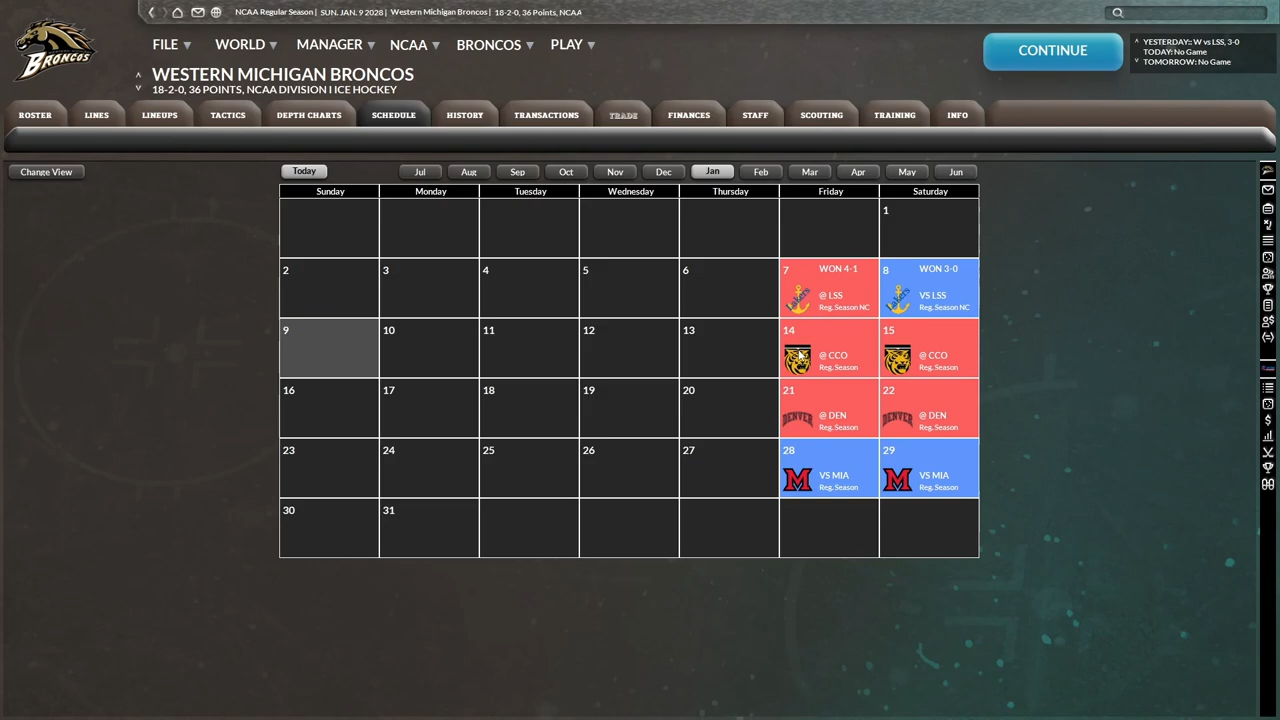 NCAA Regular Season | SUN. JAN. 9 2028 | Western Michigan Broncos | 18-2-0, 36 Points, NCAA
BRONCOS
FILE WORLD MANAGER NCAA BRONCOS PLAY
CONTINUE
YESTERDAY:: W vs LSS, 3-0
TODAY: No Game
TOMORROW: No Game
WESTERN MICHIGAN BRONCOS
18-2-0, 36 POINTS, NCAA DIVISION I ICE HOCKEY
ROSTER LINES LINEUPS TACTICS DEPTH CHARTS SCHEDULE HISTORY TRANSACTIONS TRADE FINANCES STAFF SCOUTING TRAINING INFO
Change View
Today Jul Aug Sep Oct Nov Dec Jan Feb Mar Apr May Jun
Sunday Monday Tuesday Wednesday Thursday Friday Saturday
1
2 3 4 5 6
7 WON 4-1
Lakers @ LSS
Reg. Season NC
8 WON 3-0
Lakers VS LSS
Reg. Season NC
9 10 11 12 13
14
@ CCO
Reg. Season
15
@ CCO
Reg. Season
16 17 18 19 20
21
DENVER @ DEN
Reg. Season
22
DENVER @ DEN
Reg. Season
23 24 25 26 27
28
M VS MIA
Reg. Season
29
M VS MIA
Reg. Season
30 31